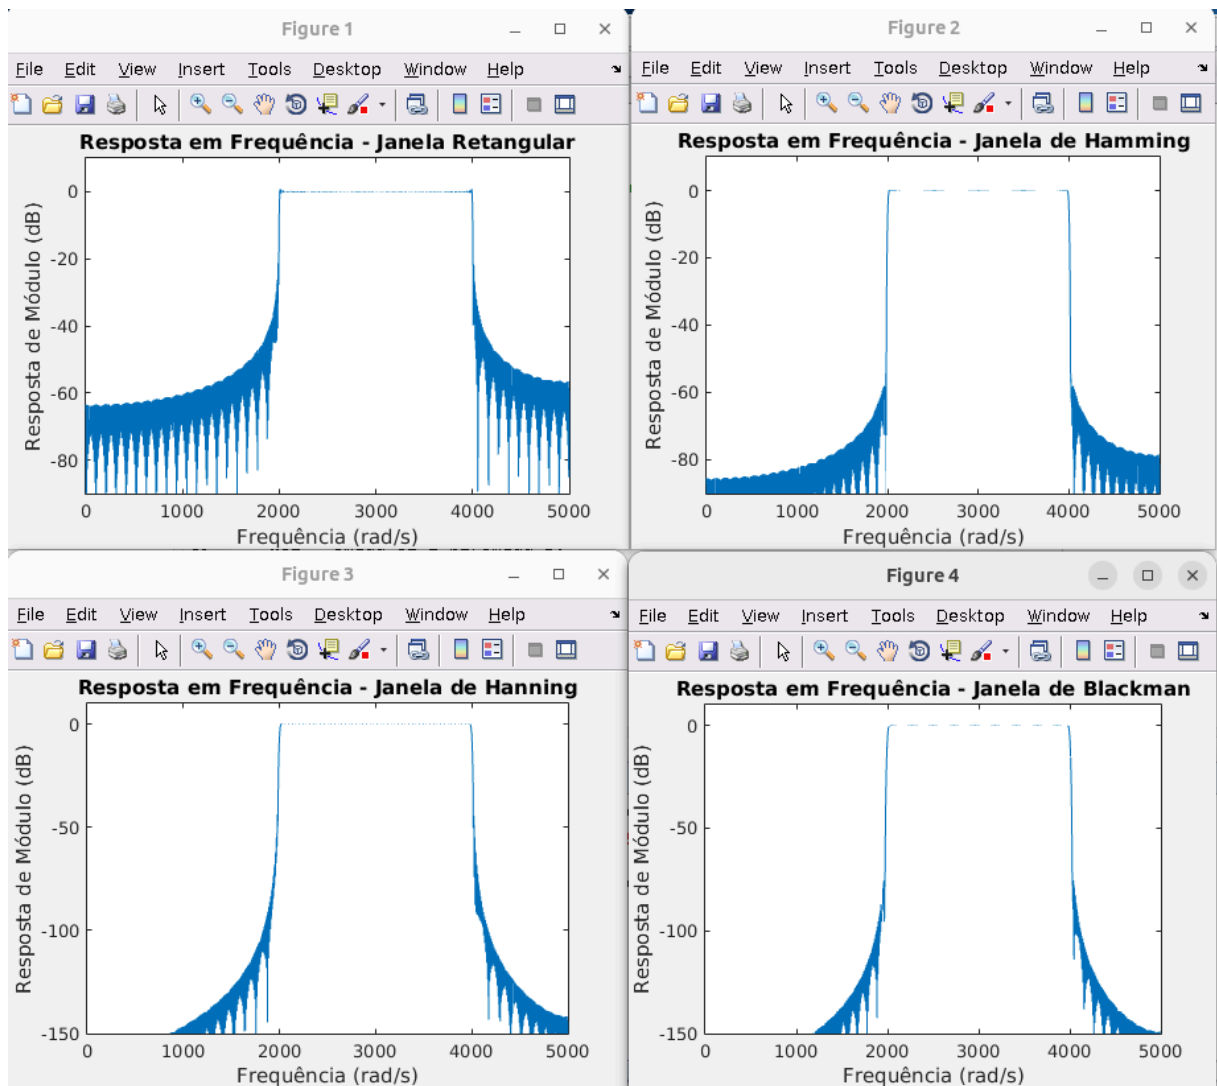 Figure 1
File Edit View Insert Tools Desktop Window Help
Resposta em Frequência - Janela Retangular
Resposta de Módulo (dB)
0
-20
-40
-60
-80
0 1000 2000 3000 4000 5000
Frequência (rad/s)
Figure 2
File Edit View Insert Tools Desktop Window Help
Resposta em Frequência - Janela de Hamming
Resposta de Módulo (dB)
0
-20
-40
-60
-80
0 1000 2000 3000 4000 5000
Frequência (rad/s)
Figure 3
File Edit View Insert Tools Desktop Window Help
Resposta em Frequência - Janela de Hanning
Resposta de Módulo (dB)
0
-50
-100
-150
0 1000 2000 3000 4000 5000
Frequência (rad/s)
Figure 4
File Edit View Insert Tools Desktop Window Help
Resposta em Frequência - Janela de Blackman
Resposta de Módulo (dB)
0
-50
-100
-150
0 1000 2000 3000 4000 5000
Frequência (rad/s)